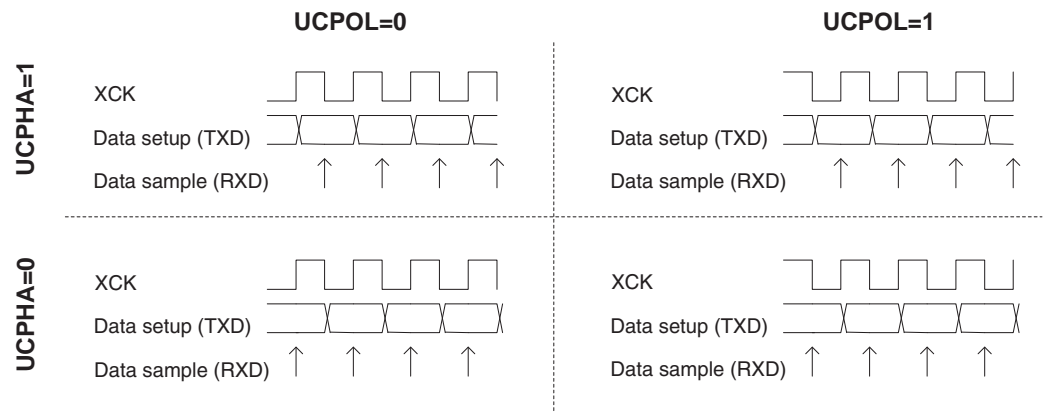 UCPOL=0
UCPOL=1
UCPHA=1
XCK
Data setup (TXD)
Data sample (RXD)
XCK
Data setup (TXD)
Data sample (RXD)
UCPHA=0
XCK
Data setup (TXD)
Data sample (RXD)
XCK
Data setup (TXD)
Data sample (RXD)